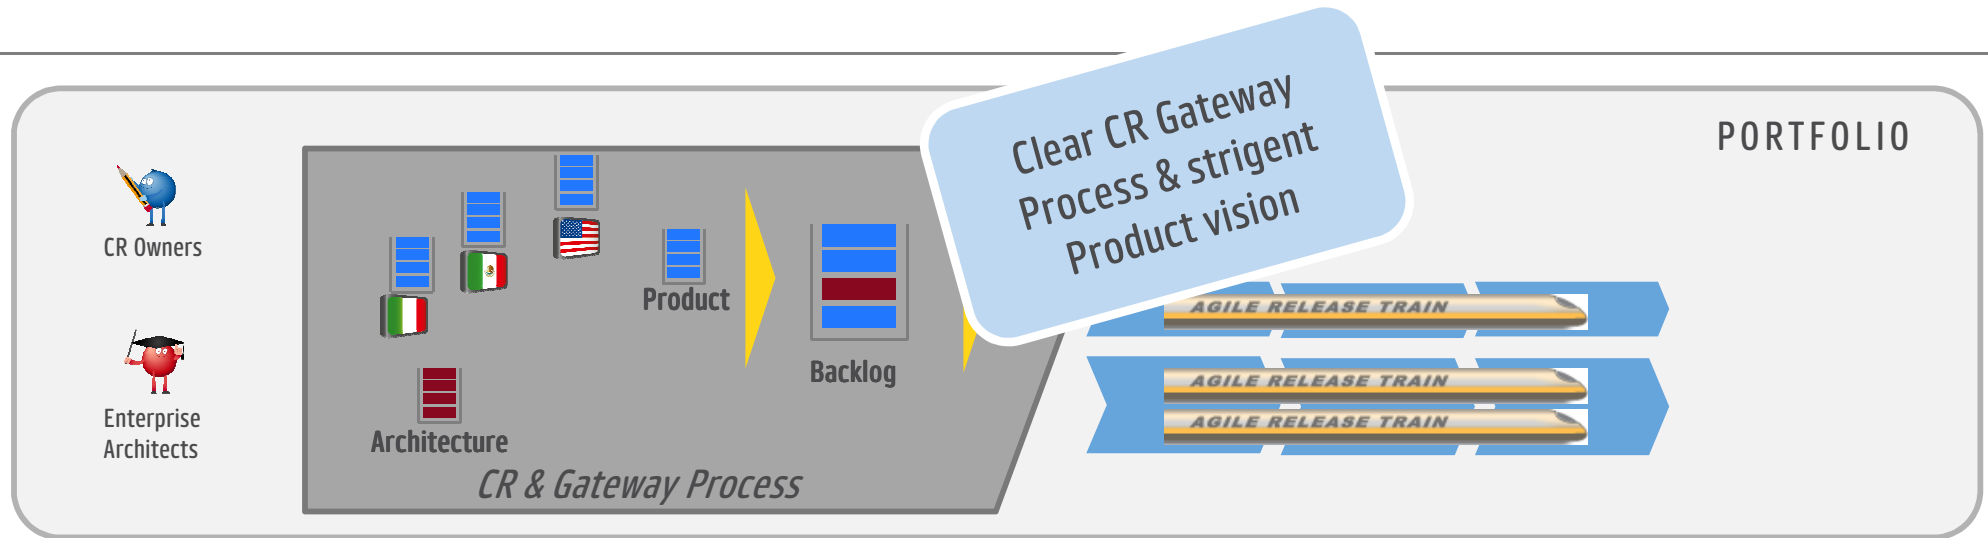 PORTFOLIO
Clear CR Gateway
Process & strigent
Product vision
CR Owners
Enterprise
Architects
Product
Backlog
Architecture
CR & Gateway Process
AGILE RELEASE TRAIN
AGILE RELEASE TRAIN
AGILE RELEASE TRAIN